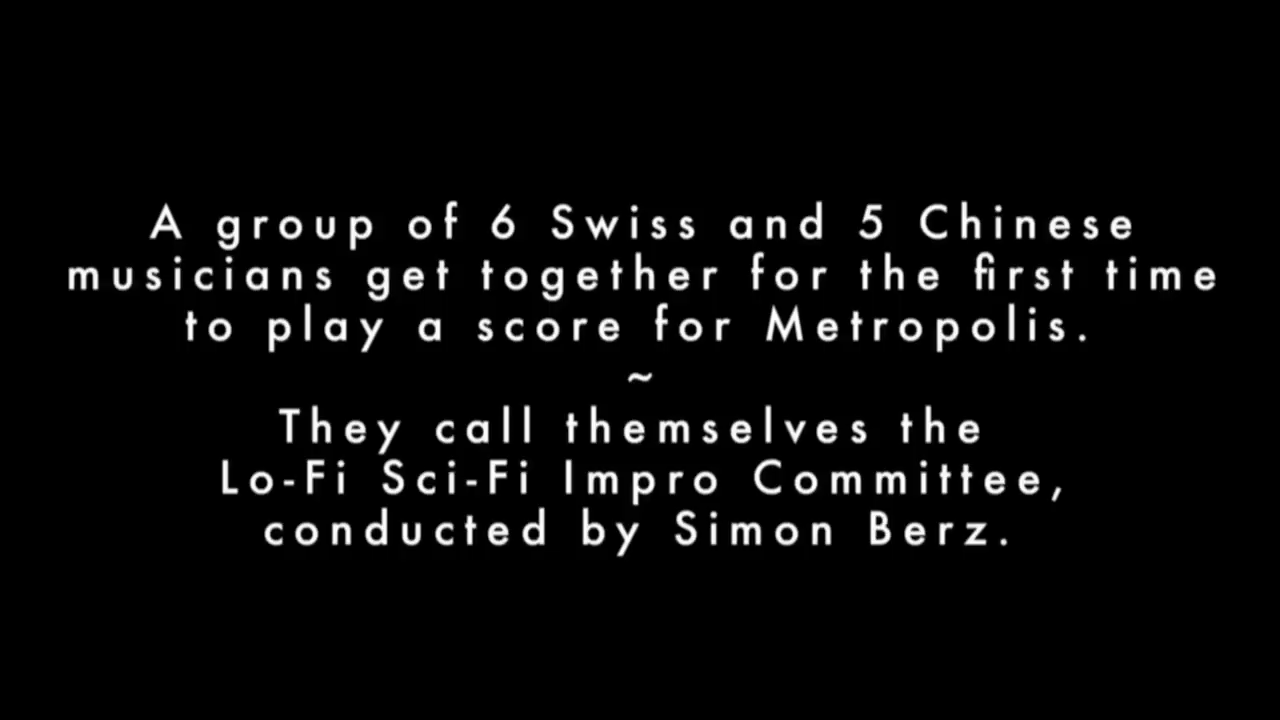 A group of 6 Swiss and 5 Chinese
musicians get together for the first time
to play a score for Metropolis.
~
They call themselves the
Lo-Fi Sci-Fi Impro Committee,
conducted by Simon Berz.